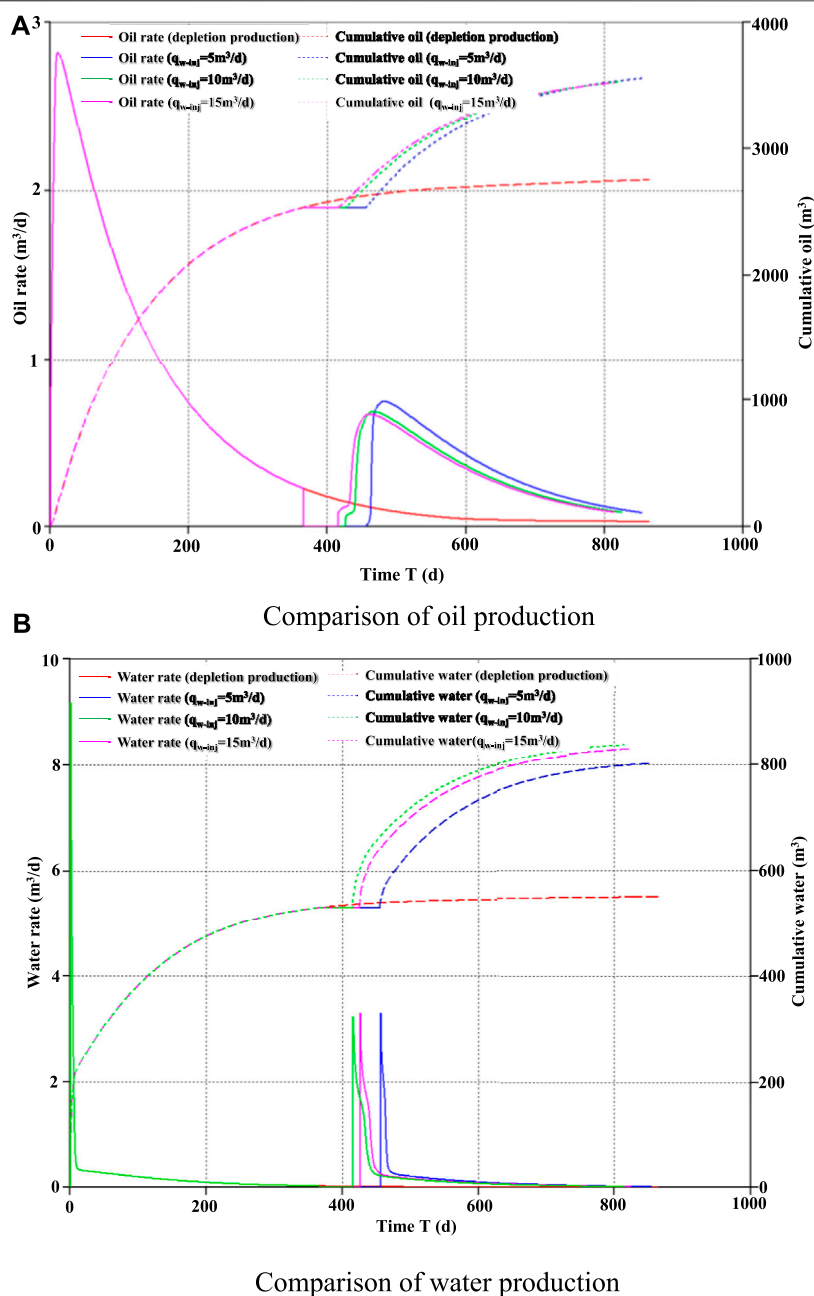 A
3
4000
Oil rate (depletion production)
Cumulative oil (depletion production)
Oil rate (qw-inj=5m³/d)
Cumulative oil (qw-inj=5m³/d)
Oil rate (qw-inj=10m³/d)
Cumulative oil (qw-inj=10m³/d)
Oil rate (qw-inj=15m³/d)
Cumulative oil (qw-inj=15m³/d)
3000
2
2000
1
1000
0
0
Oil rate (m³/d)
Cumulative oil (m³)
0 200 400 600 800 1000
Time T (d)
Comparison of oil production
B
10
1000
Water rate (depletion production)
Cumulative water (depletion production)
Water rate (qw-inj=5m³/d)
Cumulative water (qw-inj=5m³/d)
Water rate (qw-inj=10m³/d)
Cumulative water (qw-inj=10m³/d)
Water rate (qw-inj=15m³/d)
Cumulative water(qw-inj=15m³/d)
8
800
6
600
4
400
2
200
0
0
Water rate (m³/d)
Cumulative water (m³)
0 200 400 600 800 1000
Time T (d)
Comparison of water production